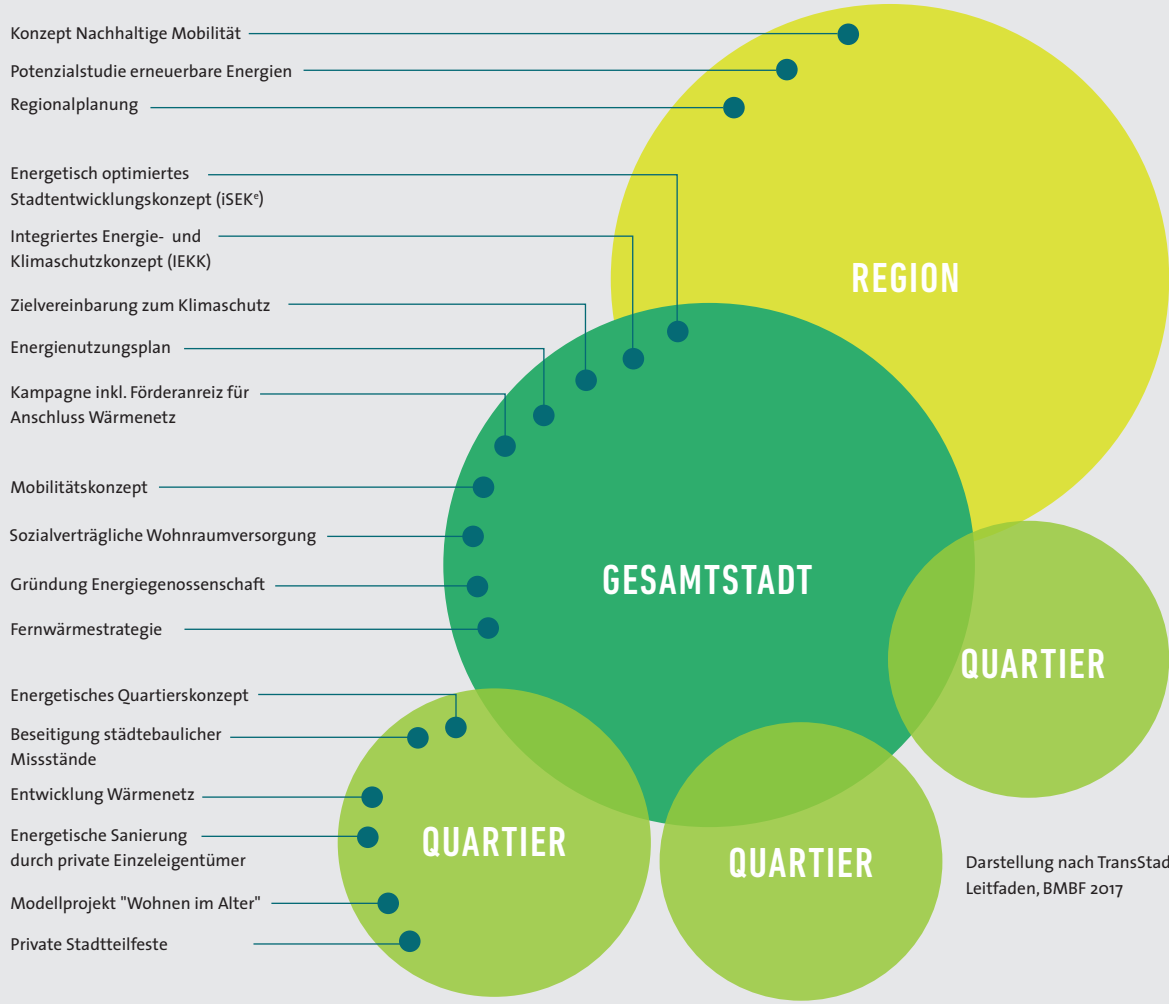 Konzept Nachhaltige Mobilität
Potenzialstudie erneuerbare Energien
Regionalplanung
Energetisch optimiertes
Stadtentwicklungskonzept (iSEKᵉ)
Integriertes Energie- und
Klimaschutzkonzept (IEKK)
Zielvereinbarung zum Klimaschutz
Energienutzungsplan
Kampagne inkl. Förderanreiz für
Anschluss Wärmenetz
Mobilitätskonzept
Sozialverträgliche Wohnraumversorgung
Gründung Energiegenossenschaft
Fernwärmestrategie
Energetisches Quartierskonzept
Beseitigung städtebaulicher
Missstände
Entwicklung Wärmenetz
Energetische Sanierung
durch private Einzeleigentümer
Modellprojekt "Wohnen im Alter"
Private Stadtteilfeste
REGION
GESAMTSTADT
QUARTIER
QUARTIER
QUARTIER
Darstellung nach TransStad
Leitfaden, BMBF 2017